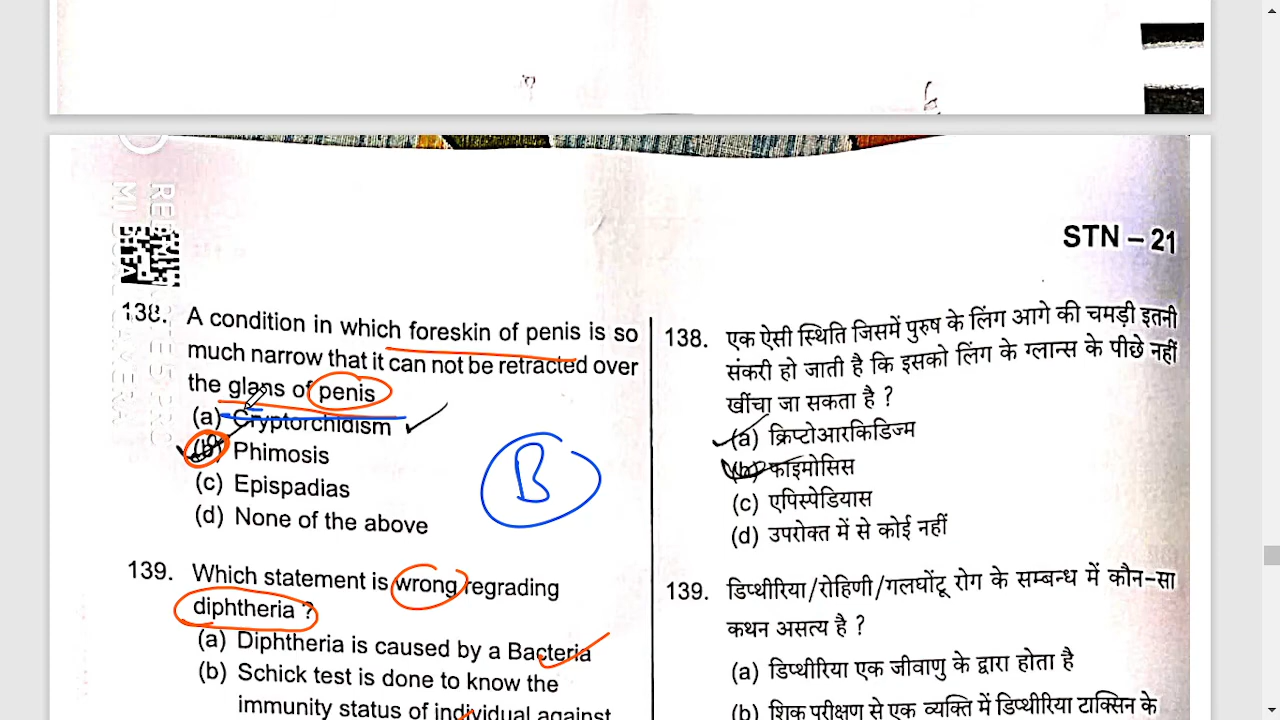 STN – 21
138. A condition in which foreskin of penis is so
much narrow that it can not be retracted over
the glans of penis
(a) Cryptorchidism
(b) Phimosis
(c) Epispadias
(d) None of the above
B
139. Which statement is wrong regrading
diphtheria ?
(a) Diphtheria is caused by a Bacteria
(b) Schick test is done to know the
immunity status of individual against
138. एक ऐसी स्थिति जिसमें पुरुष के लिंग आगे की चमड़ी इतनी
संकरी हो जाती है कि इसको लिंग के ग्लान्स के पीछे नहीं
खींचा जा सकता है ?
(a) क्रिप्टोआरकिडिज्म
(b) फाइमोसिस
(c) एपिस्पेडियास
(d) उपरोक्त में से कोई नहीं
139. डिप्थीरिया/रोहिणी/गलघोंटू रोग के सम्बन्ध में कौन-सा
कथन असत्य है ?
(a) डिप्थीरिया एक जीवाणु के द्वारा होता है
(b) शिक परीक्षण से एक व्यक्ति में डिप्थीरिया टाक्सिन के